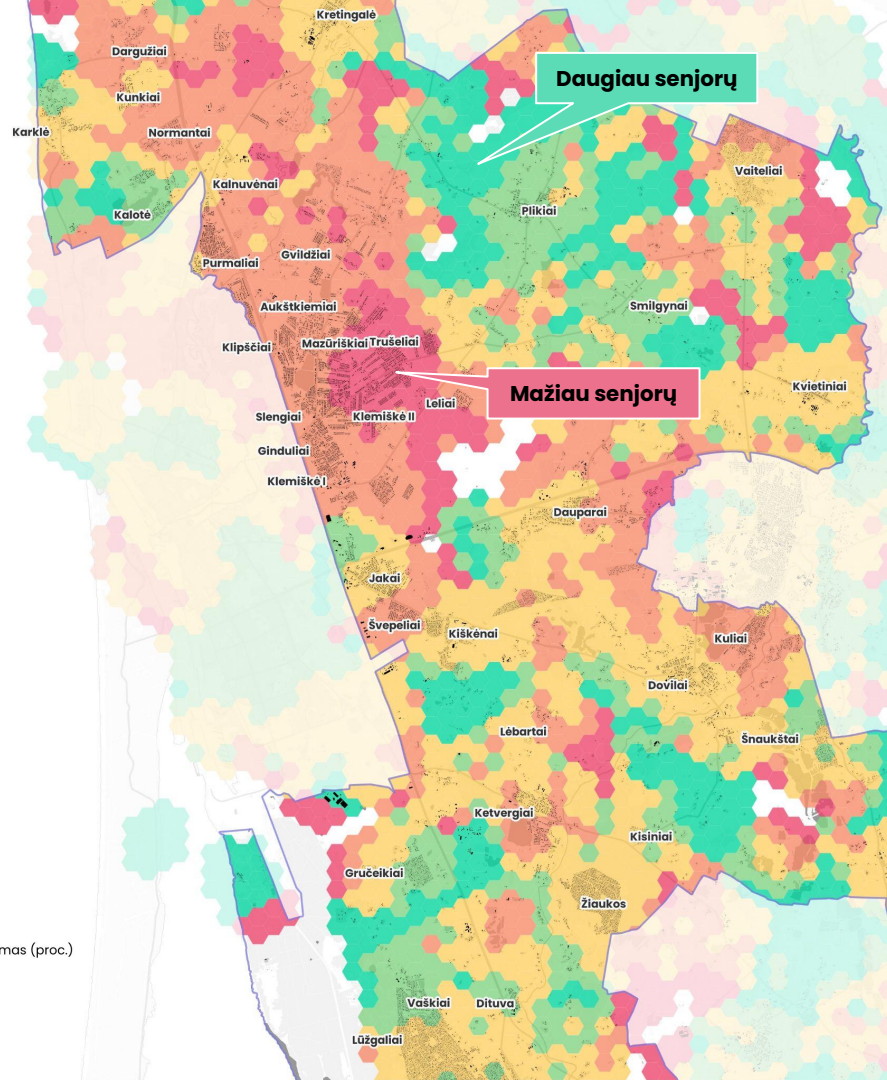 Kretingalė
Dargužiai
Daugiau senjorų
Kunkiai
Karklė
Normantai
Vaiteliai
Kalnuvėnai
Plikiai
Kalotė
Gvildžiai
Purmaliai
Aukštkiemiai
Smilgynai
Mazūriškiai
Trušeliai
Klipščiai
Kvietiniai
Mažiau senjorų
Leliai
Slengiai
Klemiškė II
Ginduliai
Klemiškė I
Dauparai
Jakai
Švepeliai
Kiškėnai
Kuliai
Dovilai
Lėbartai
Šnaukštai
Ketvergiai
Kisiniai
Gručeikiai
Žiaukos
mas (proc.)
Vaškiai
Dituva
Lūžgaliai